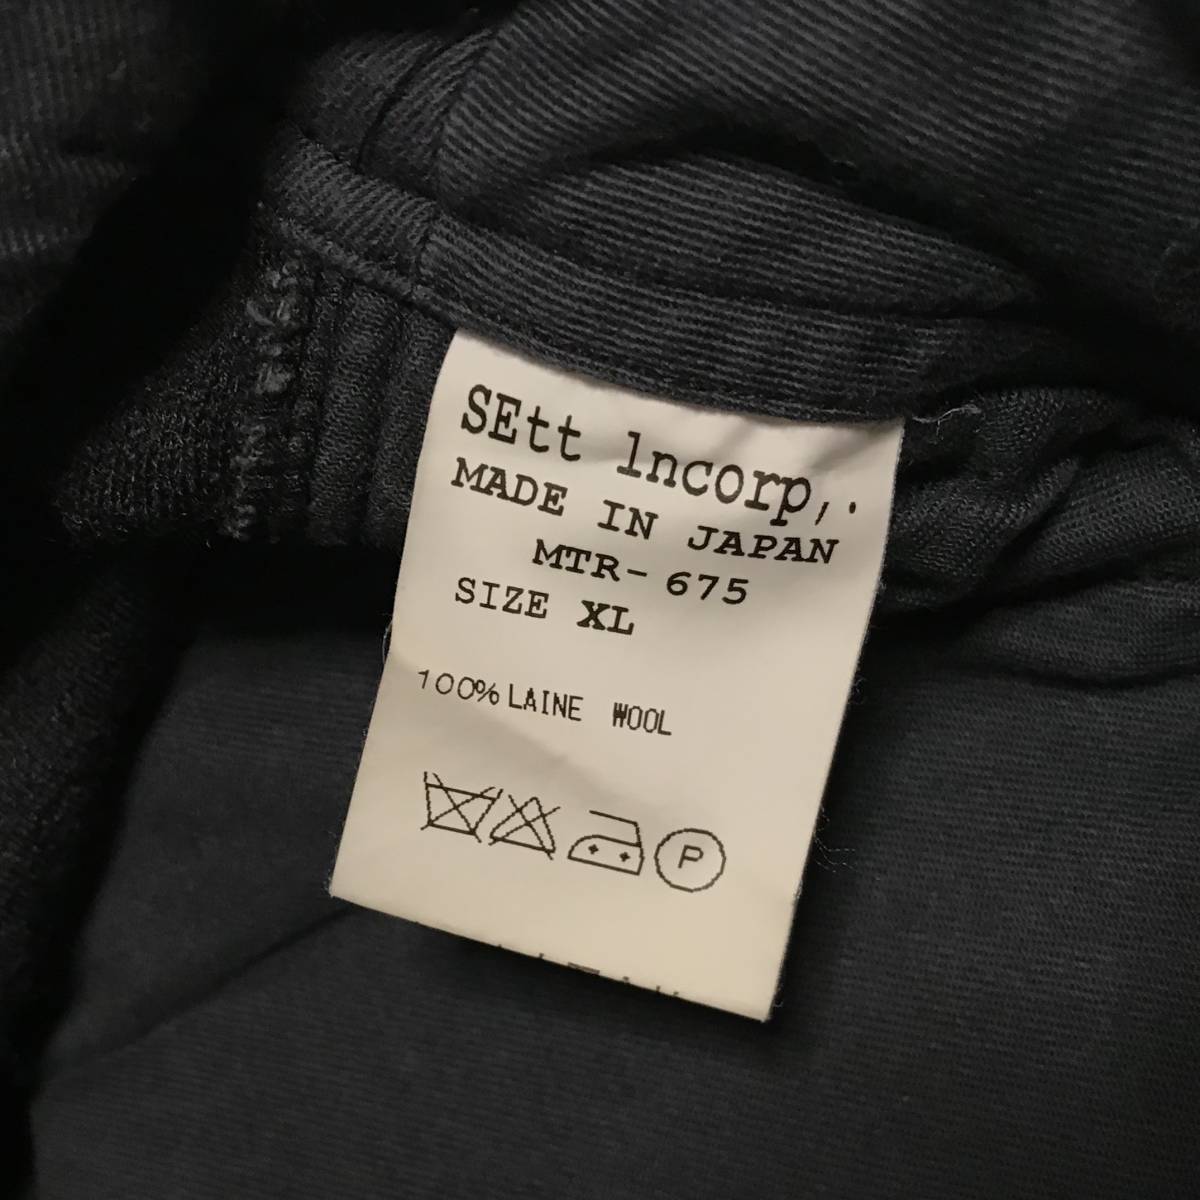 SEtt lncorp,.
MADE IN JAPAN
MTR-675
SIZE XL
100% LAINE WOOL
P